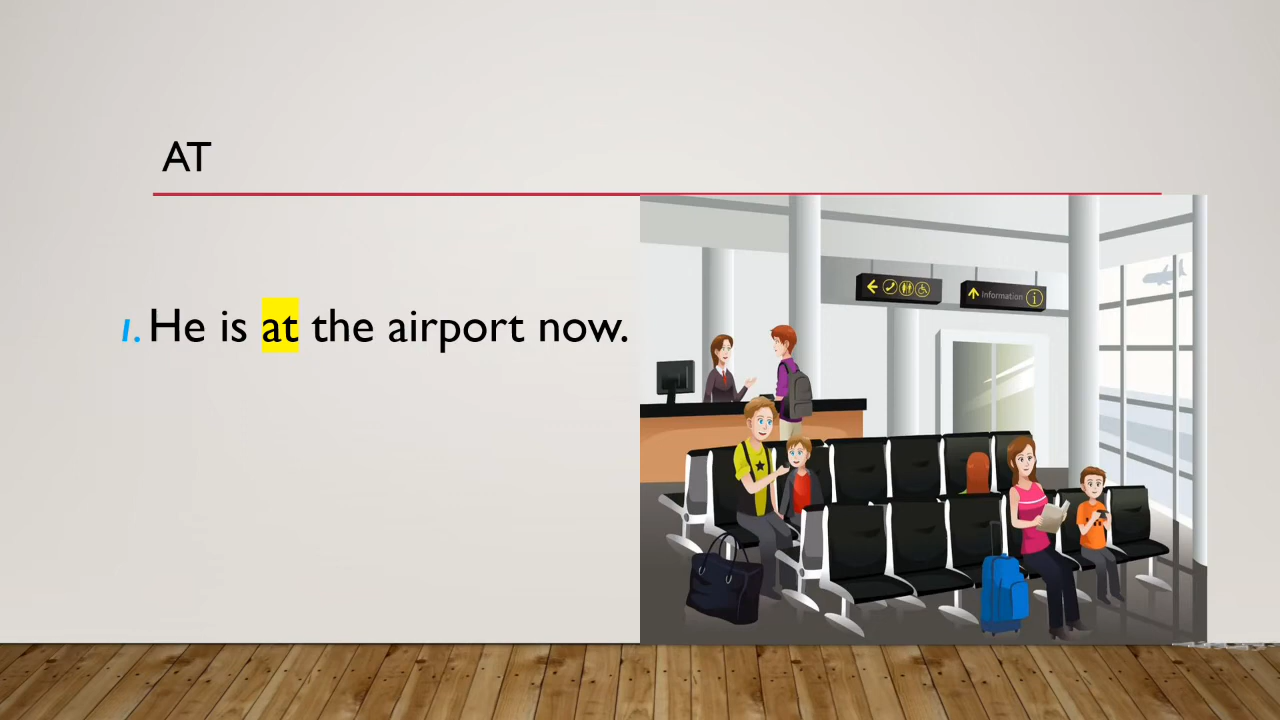 AT
1. He is at the airport now.
Information i